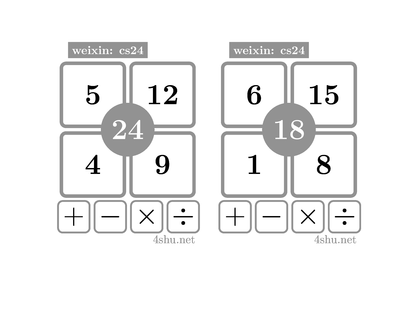 weixin: cs24
5 12
24
4 9
+ − × ÷
4shu.net
weixin: cs24
6 15
18
1 8
+ − × ÷
4shu.net